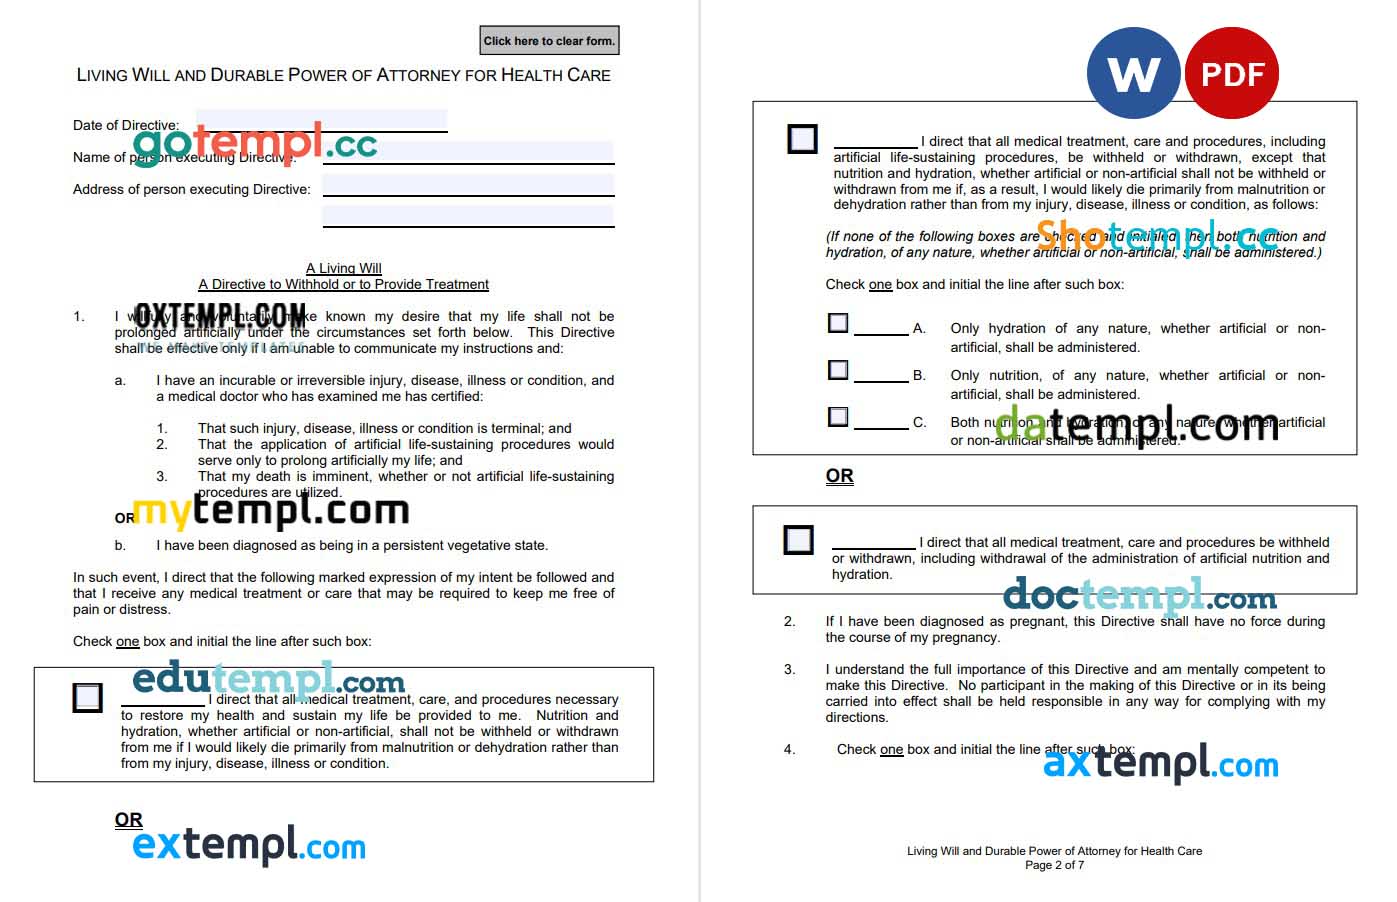 Click here to clear form.
LIVING WILL AND DURABLE POWER OF ATTORNEY FOR HEALTH CARE
Date of Directive:
gotempl.cc
Name of person executing Directive:
Address of person executing Directive:
A Living Will
A Directive to Withhold or to Provide Treatment
OXTEMPL.COM
1. I willfully and voluntarily make known my desire that my life shall not be
prolonged artificially under the circumstances set forth below. This Directive
WE MAKE TEMPLATES
shall be effective only if I am unable to communicate my instructions and:
a. I have an incurable or irreversible injury, disease, illness or condition, and
a medical doctor who has examined me has certified:
1. That such injury, disease, illness or condition is terminal; and
2. That the application of artificial life-sustaining procedures would
serve only to prolong artificially my life; and
3. That my death is imminent, whether or not artificial life-sustaining
procedures are utilized.
OR
mytempl.com
b. I have been diagnosed as being in a persistent vegetative state.
In such event, I direct that the following marked expression of my intent be followed and
that I receive any medical treatment or care that may be required to keep me free of
pain or distress.
Check one box and initial the line after such box:
edutempl.com
I direct that all medical treatment, care, and procedures necessary
to restore my health and sustain my life be provided to me. Nutrition and
hydration, whether artificial or non-artificial, shall not be withheld or withdrawn
from me if I would likely die primarily from malnutrition or dehydration rather than
from my injury, disease, illness or condition.
OR
extempl.com
W PDF
I direct that all medical treatment, care and procedures, including
artificial life-sustaining procedures, be withheld or withdrawn, except that
nutrition and hydration, whether artificial or non-artificial shall not be withheld or
withdrawn from me if, as a result, I would likely die primarily from malnutrition or
dehydration rather than from my injury, disease, illness or condition, as follows:
Shotempl.cc
(If none of the following boxes are checked and initialed, then both nutrition and
hydration, of any nature, whether artificial or non-artificial, shall be administered.)
Check one box and initial the line after such box:
A. Only hydration of any nature, whether artificial or non-
artificial, shall be administered.
B. Only nutrition, of any nature, whether artificial or non-
artificial, shall be administered.
datempl.com
C. Both nutrition and hydration, of any nature, whether artificial
or non-artificial shall be administered.
OR
I direct that all medical treatment, care and procedures be withheld
or withdrawn, including withdrawal of the administration of artificial nutrition and
hydration.
doctempl.com
2. If I have been diagnosed as pregnant, this Directive shall have no force during
the course of my pregnancy.
3. I understand the full importance of this Directive and am mentally competent to
make this Directive. No participant in the making of this Directive or in its being
carried into effect shall be held responsible in any way for complying with my
directions.
4. Check one box and initial the line after such box:
axtempl.com
Living Will and Durable Power of Attorney for Health Care
Page 2 of 7